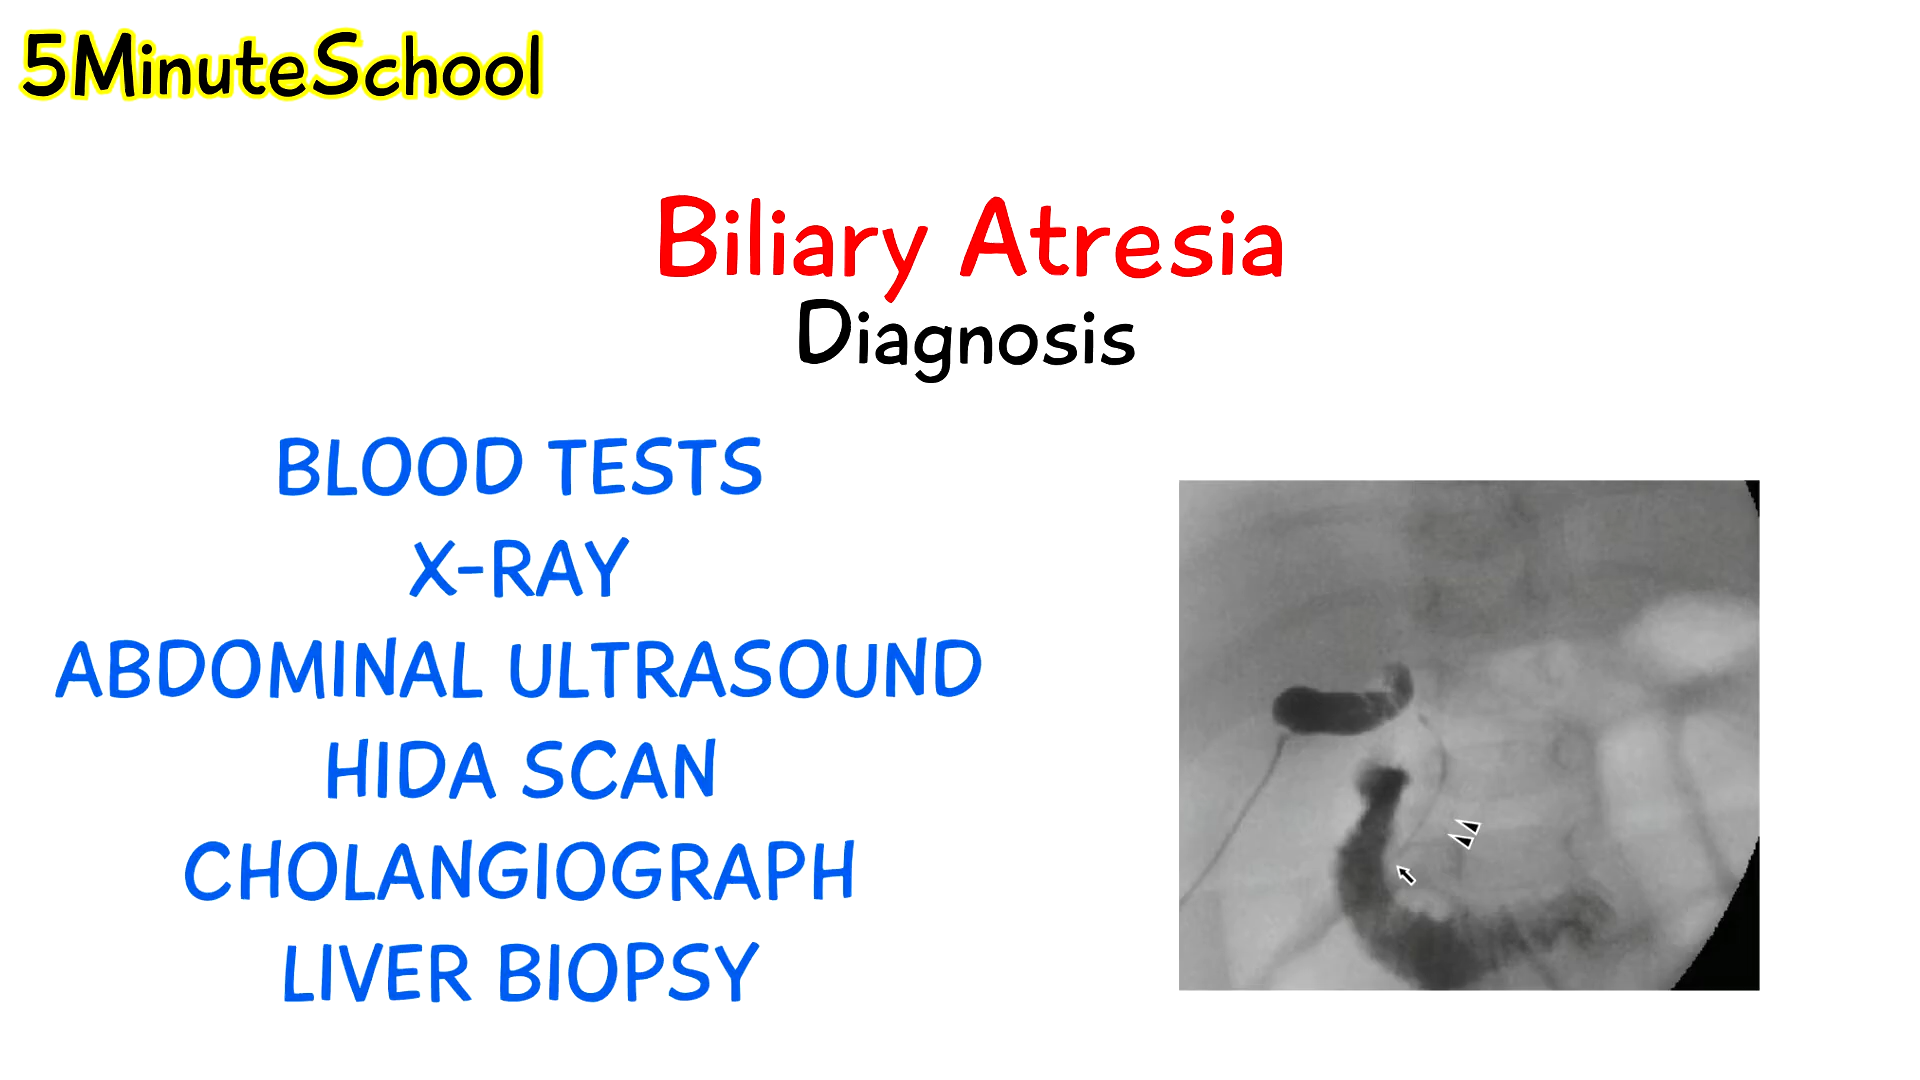 5MinuteSchool
Biliary Atresia
Diagnosis
BLOOD TESTS
X-RAY
ABDOMINAL ULTRASOUND
HIDA SCAN
CHOLANGIOGRAPH
LIVER BIOPSY